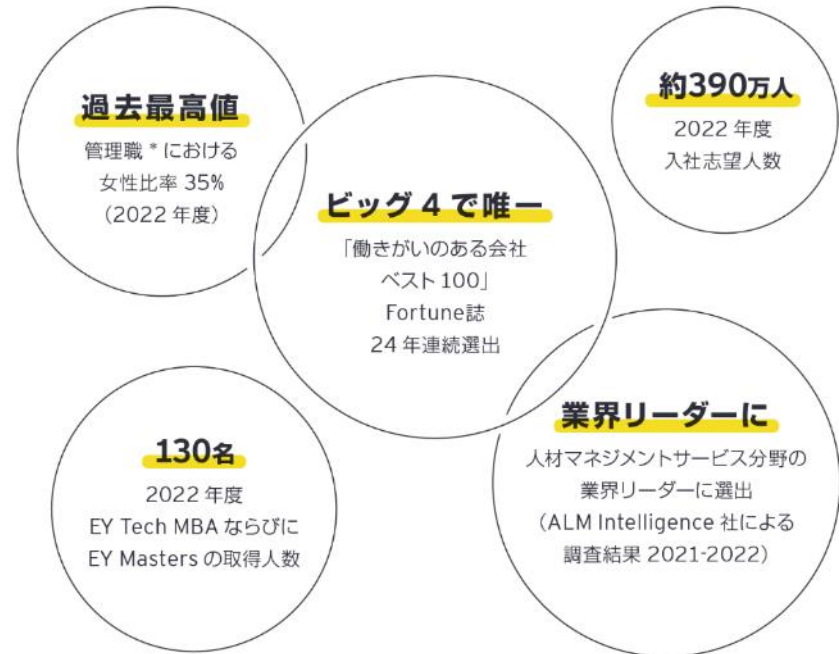 過去最高値
管理職 * における
女性比率 35%
（2022 年度）
約390万人
2022 年度
入社志望人数
ビッグ 4 で唯一
「働きがいのある会社
ベスト 100」
Fortune誌
24 年連続選出
130名
2022 年度
EY Tech MBA ならびに
EY Masters の取得人数
業界リーダーに
人材マネジメントサービス分野の
業界リーダーに選出
（ALM Intelligence 社による
調査結果 2021-2022）